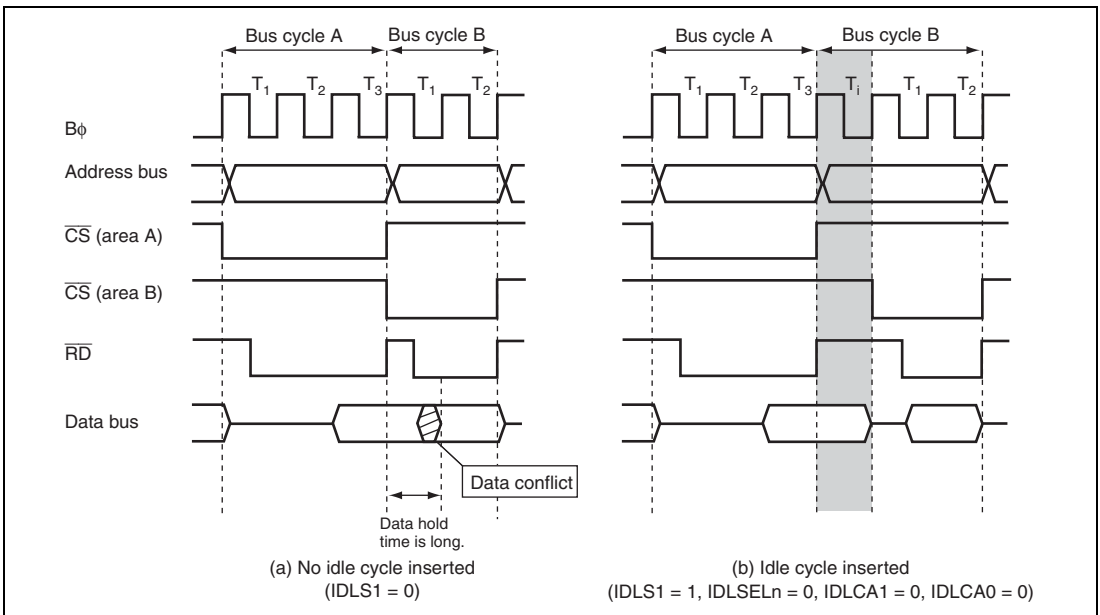 Bus cycle A Bus cycle B Bus cycle A Bus cycle B
T1 T2 T3 T1 T2 T1 T2 T3 Ti T1 T2
Bϕ
Address bus
CS (area A)
CS (area B)
RD
Data bus
Data conflict
Data hold
time is long.
(a) No idle cycle inserted
(IDLS1 = 0)
(b) Idle cycle inserted
(IDLS1 = 1, IDLSELn = 0, IDLCA1 = 0, IDLCA0 = 0)